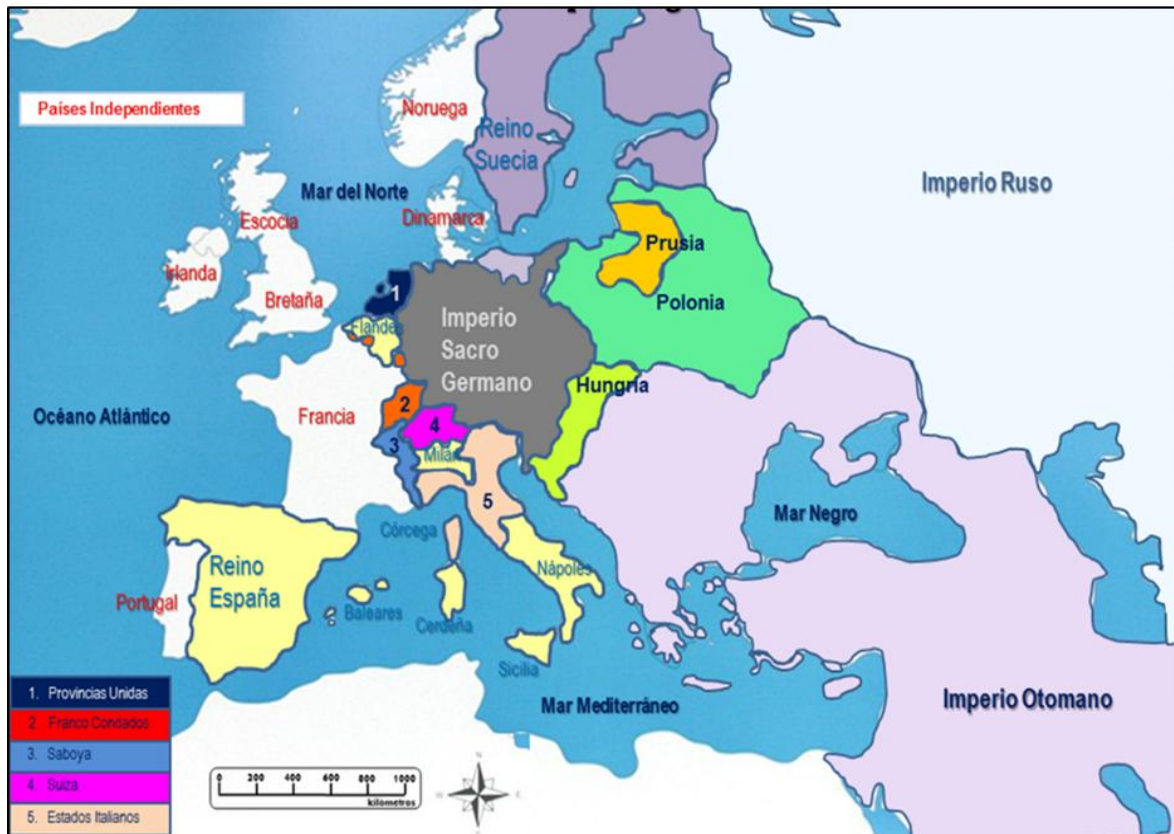 Países Independientes
Noruega
Reino
Suecia
Imperio Ruso
Mar del Norte
Dinamarca
Escocia
Irlanda
Bretaña
Prusia
Polonia
1
Flandes
Imperio
Sacro
Germano
Hungría
Océano Atlántico
Francia
2
4
3
Milán
5
Mar Negro
Córcega
Reino
España
Portugal
Nápoles
Baleares
Cerdeña
Sicilia
Mar Mediterráneo
Imperio Otomano
1. Provincias Unidas
2. Franco Condados
3. Saboya
4. Suiza
5. Estados Italianos
0 200 400 600 800 1000
kilómetros
N
W E